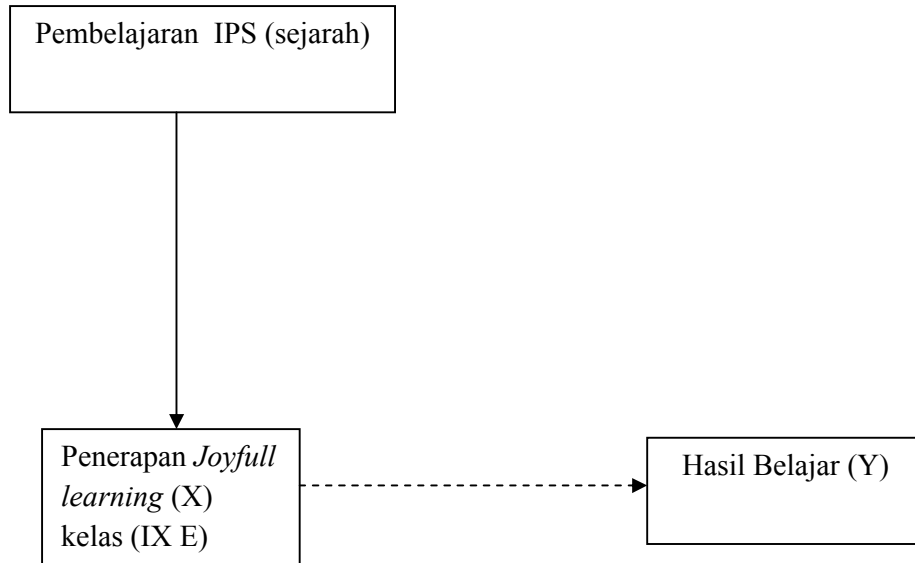 Pembelajaran IPS (sejarah)
Penerapan Joyfull
learning (X)
kelas (IX E)
Hasil Belajar (Y)